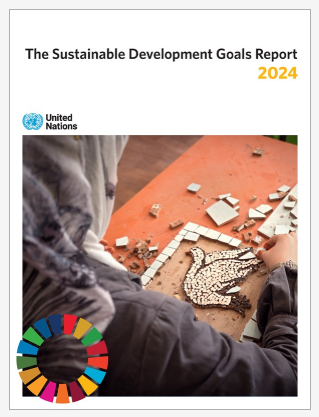 The Sustainable Development Goals Report
2024
United
Nations